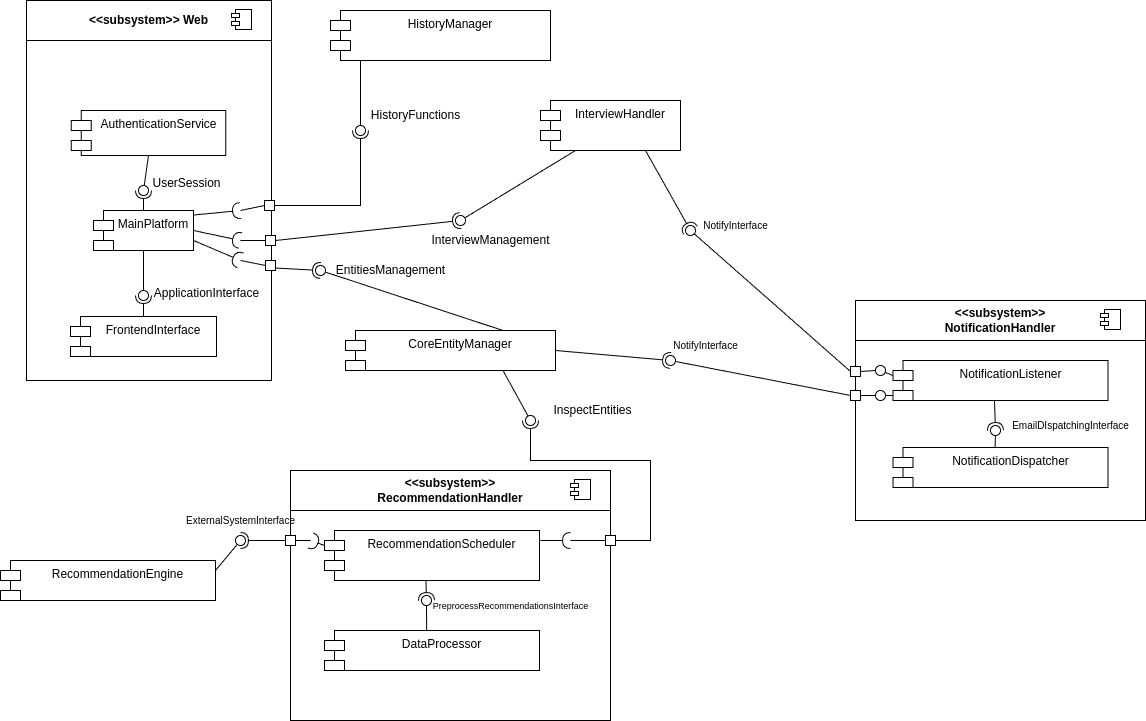 <<subsystem>> Web
HistoryManager
HistoryFunctions
InterviewHandler
AuthenticationService
UserSession
MainPlatform
NotifyInterface
InterviewManagement
EntitiesManagement
ApplicationInterface
FrontendInterface
<<subsystem>>
NotificationHandler
CoreEntityManager
NotifyInterface
NotificationListener
InspectEntities
EmailDIspatchingInterface
NotificationDispatcher
<<subsystem>>
RecommendationHandler
ExternalSystemInterface
RecommendationScheduler
RecommendationEngine
PreprocessRecommendationsInterface
DataProcessor